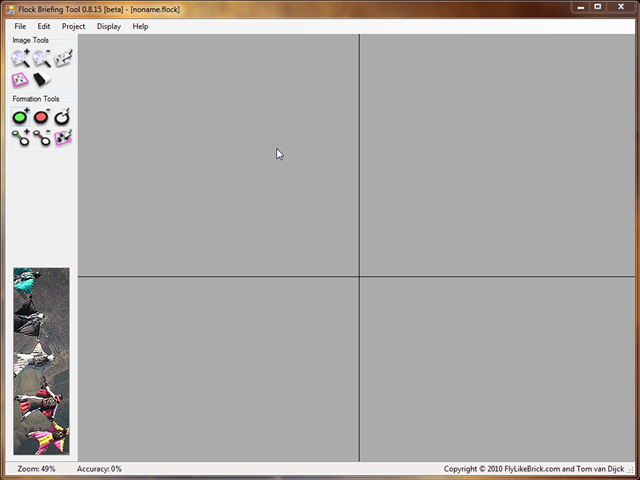 Flock Briefing Tool 0.8.15 [beta] - [noname.flock]
File Edit Project Display Help
Image Tools
Formation Tools
Zoom: 49% Accuracy: 0% Copyright © 2010 FlyLikeBrick.com and Tom van Dijck